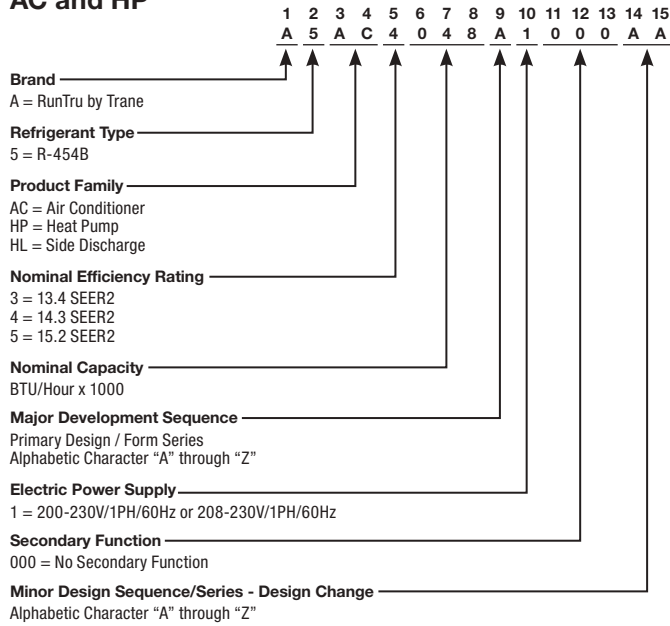 AC and HP
1 2 3 4 5 6 7 8 9 10 11 12 13 14 15
A 5 A C 4 0 4 8 A 1 0 0 0 A A
Brand
A = RunTru by Trane
Refrigerant Type
5 = R-454B
Product Family
AC = Air Conditioner
HP = Heat Pump
HL = Side Discharge
Nominal Efficiency Rating
3 = 13.4 SEER2
4 = 14.3 SEER2
5 = 15.2 SEER2
Nominal Capacity
BTU/Hour x 1000
Major Development Sequence
Primary Design / Form Series
Alphabetic Character “A” through “Z”
Electric Power Supply
1 = 200-230V/1PH/60Hz or 208-230V/1PH/60Hz
Secondary Function
000 = No Secondary Function
Minor Design Sequence/Series - Design Change
Alphabetic Character “A” through “Z”